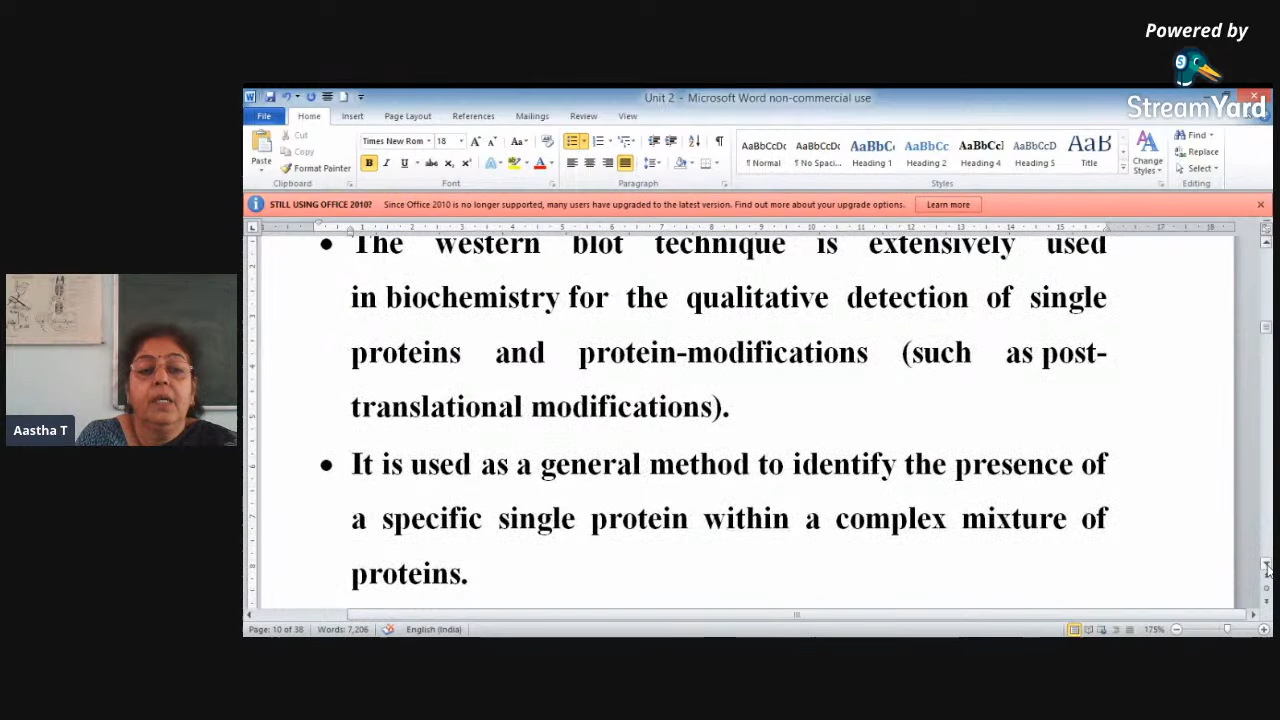 Powered by
StreamYard
Unit 2 - Microsoft Word non-commercial use
File Home Insert Page Layout References Mailings Review View
Paste
Cut
Copy
Format Painter
Clipboard
Times New Rom 18
Font
Paragraph
AaBbCcDc AaBbCcDc AaBbC AaBbCc AaBbCcI AaBbCcD AaB
¶ Normal ¶ No Spaci... Heading 1 Heading 2 Heading 4 Heading 5 Title
Change Styles
Styles
Find
Replace
Select
Editing
STILL USING OFFICE 2010? Since Office 2010 is no longer supported, many users have upgraded to the latest version. Find out more about your upgrade options. Learn more
• The western blot technique is extensively used
in biochemistry for the qualitative detection of single
proteins and protein-modifications (such as post-
translational modifications).
• It is used as a general method to identify the presence of
a specific single protein within a complex mixture of
proteins.
Aastha T
Page: 10 of 38 Words: 7,206 English (India) 175%